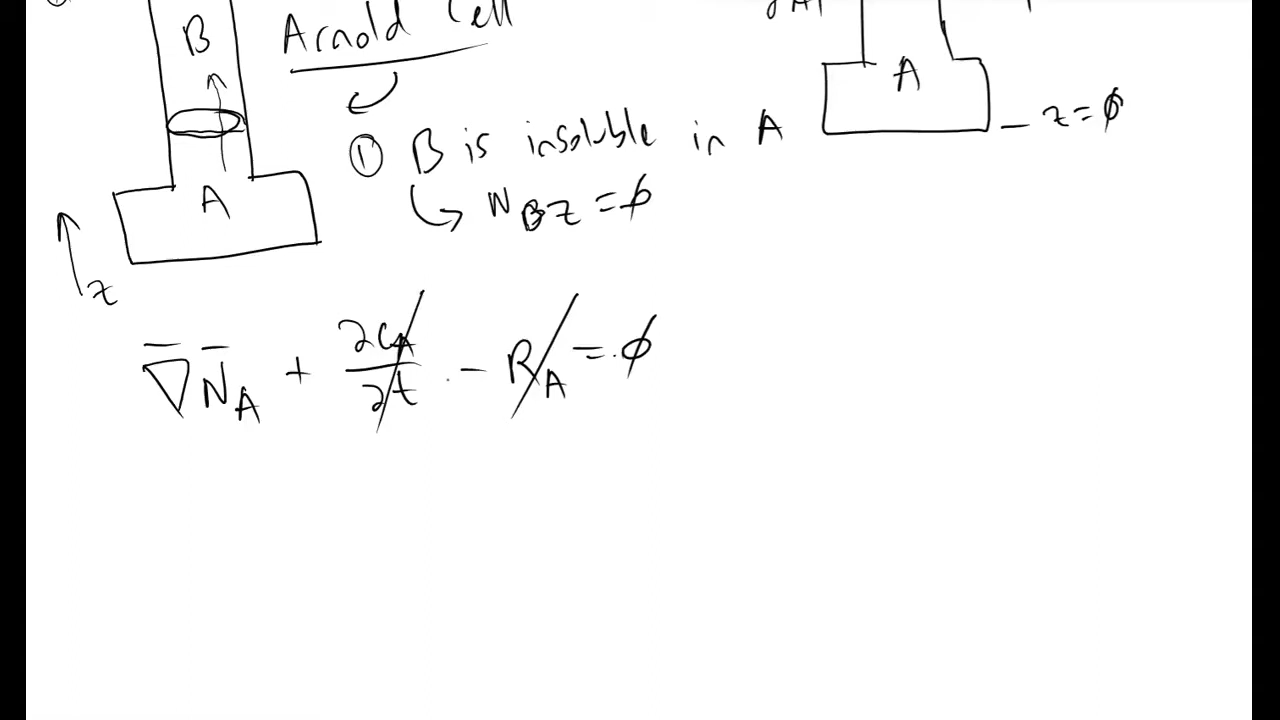 B
Arnold Cell
A
① B is insoluble in A
↳ N_BZ = ϕ
A
z = ϕ
z
∇̄ N̄_A + ∂C_A/∂t - R_A = ϕ